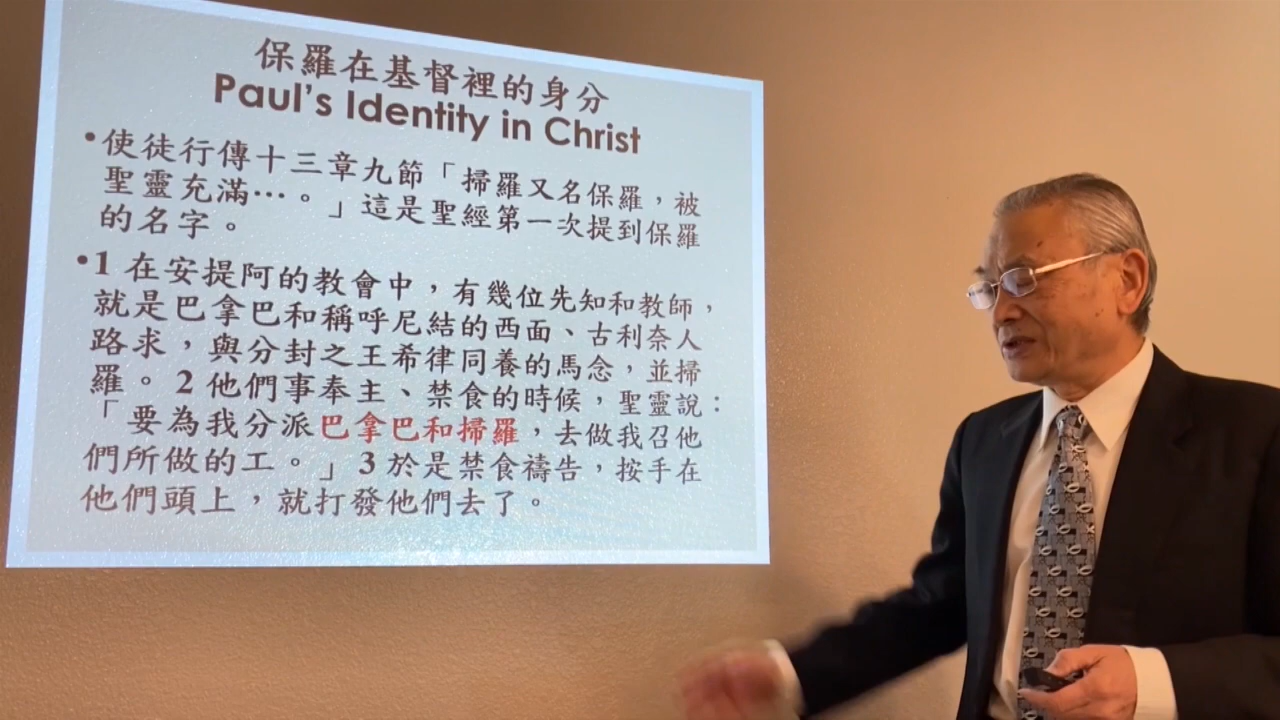 保羅在基督裡的身分
Paul's Identity in Christ
•使徒行傳十三章九節「掃羅又名保羅，被
聖靈充滿…。」這是聖經第一次提到保羅
的名字。
•1 在安提阿的教會中，有幾位先知和教師，
就是巴拿巴和稱呼尼結的西面、古利奈人
路求，與分封之王希律同養的馬念，並掃
羅。2 他們事奉主、禁食的時候，聖靈說：
「要為我分派巴拿巴和掃羅，去做我召他
們所做的工。」3 於是禁食禱告，按手在
他們頭上，就打發他們去了。